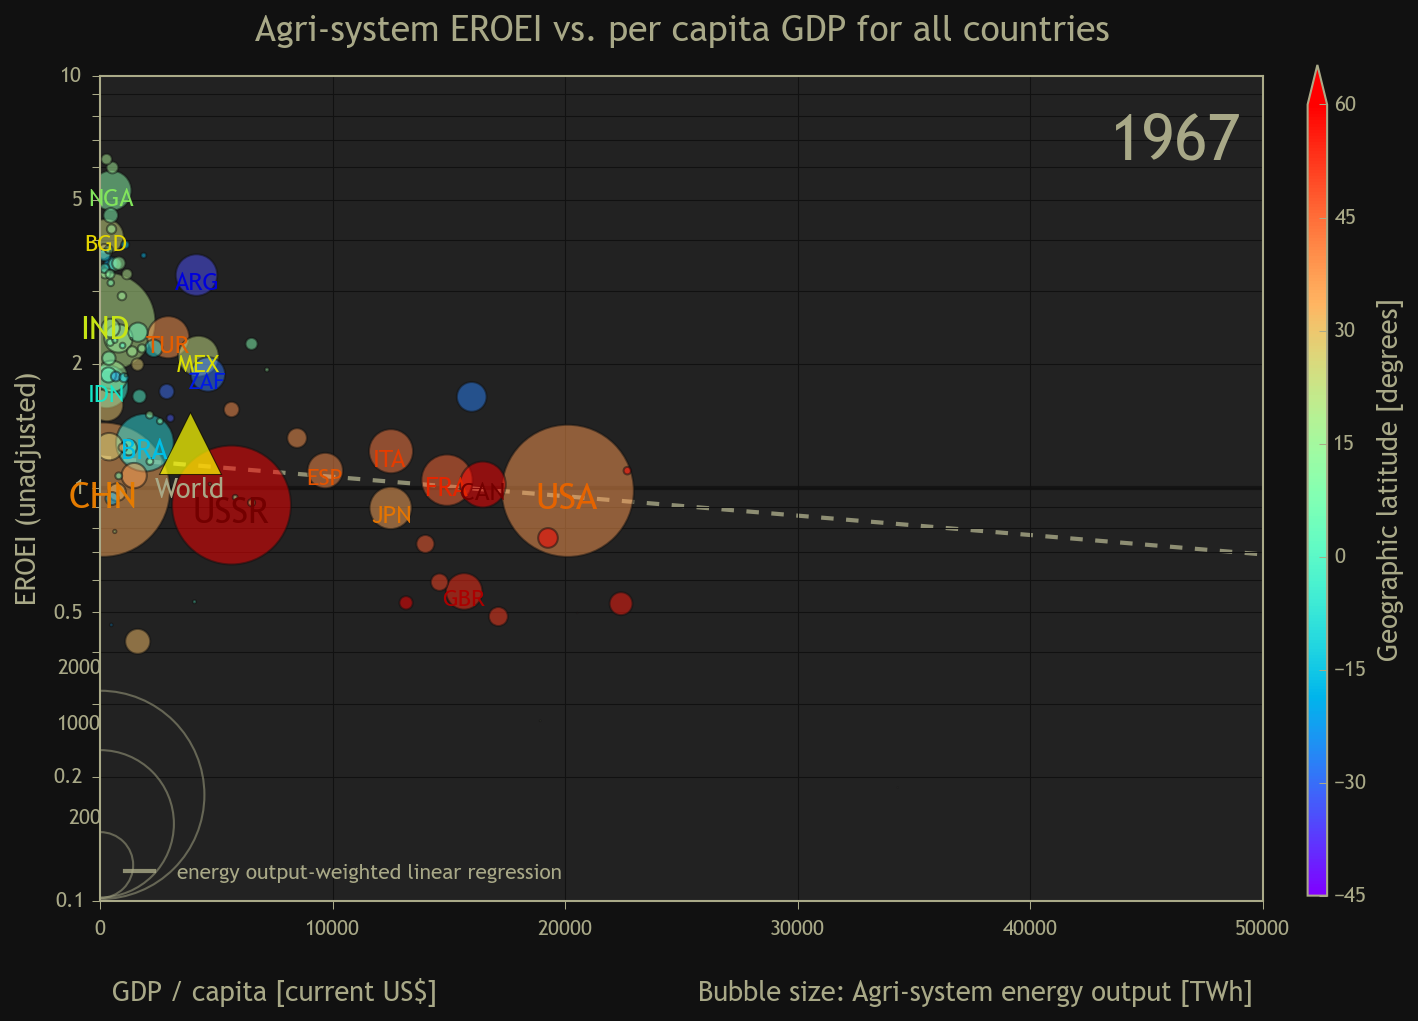 Agri-system EROEI vs. per capita GDP for all countries
1967
10
5
2
1
0.5
0.2
0.1
EROEI (unadjusted)
NGA
BGD
ARG
IND
TUR
MEX
ZAF
IDN
BRA
ITA
ESP
FRA
CAN
CHN
World
USSR
JPN
USA
GBR
2000
1000
200
energy output-weighted linear regression
0
10000
20000
30000
40000
50000
GDP / capita [current US$]
Bubble size: Agri-system energy output [TWh]
60
45
30
15
0
−15
−30
−45
Geographic latitude [degrees]